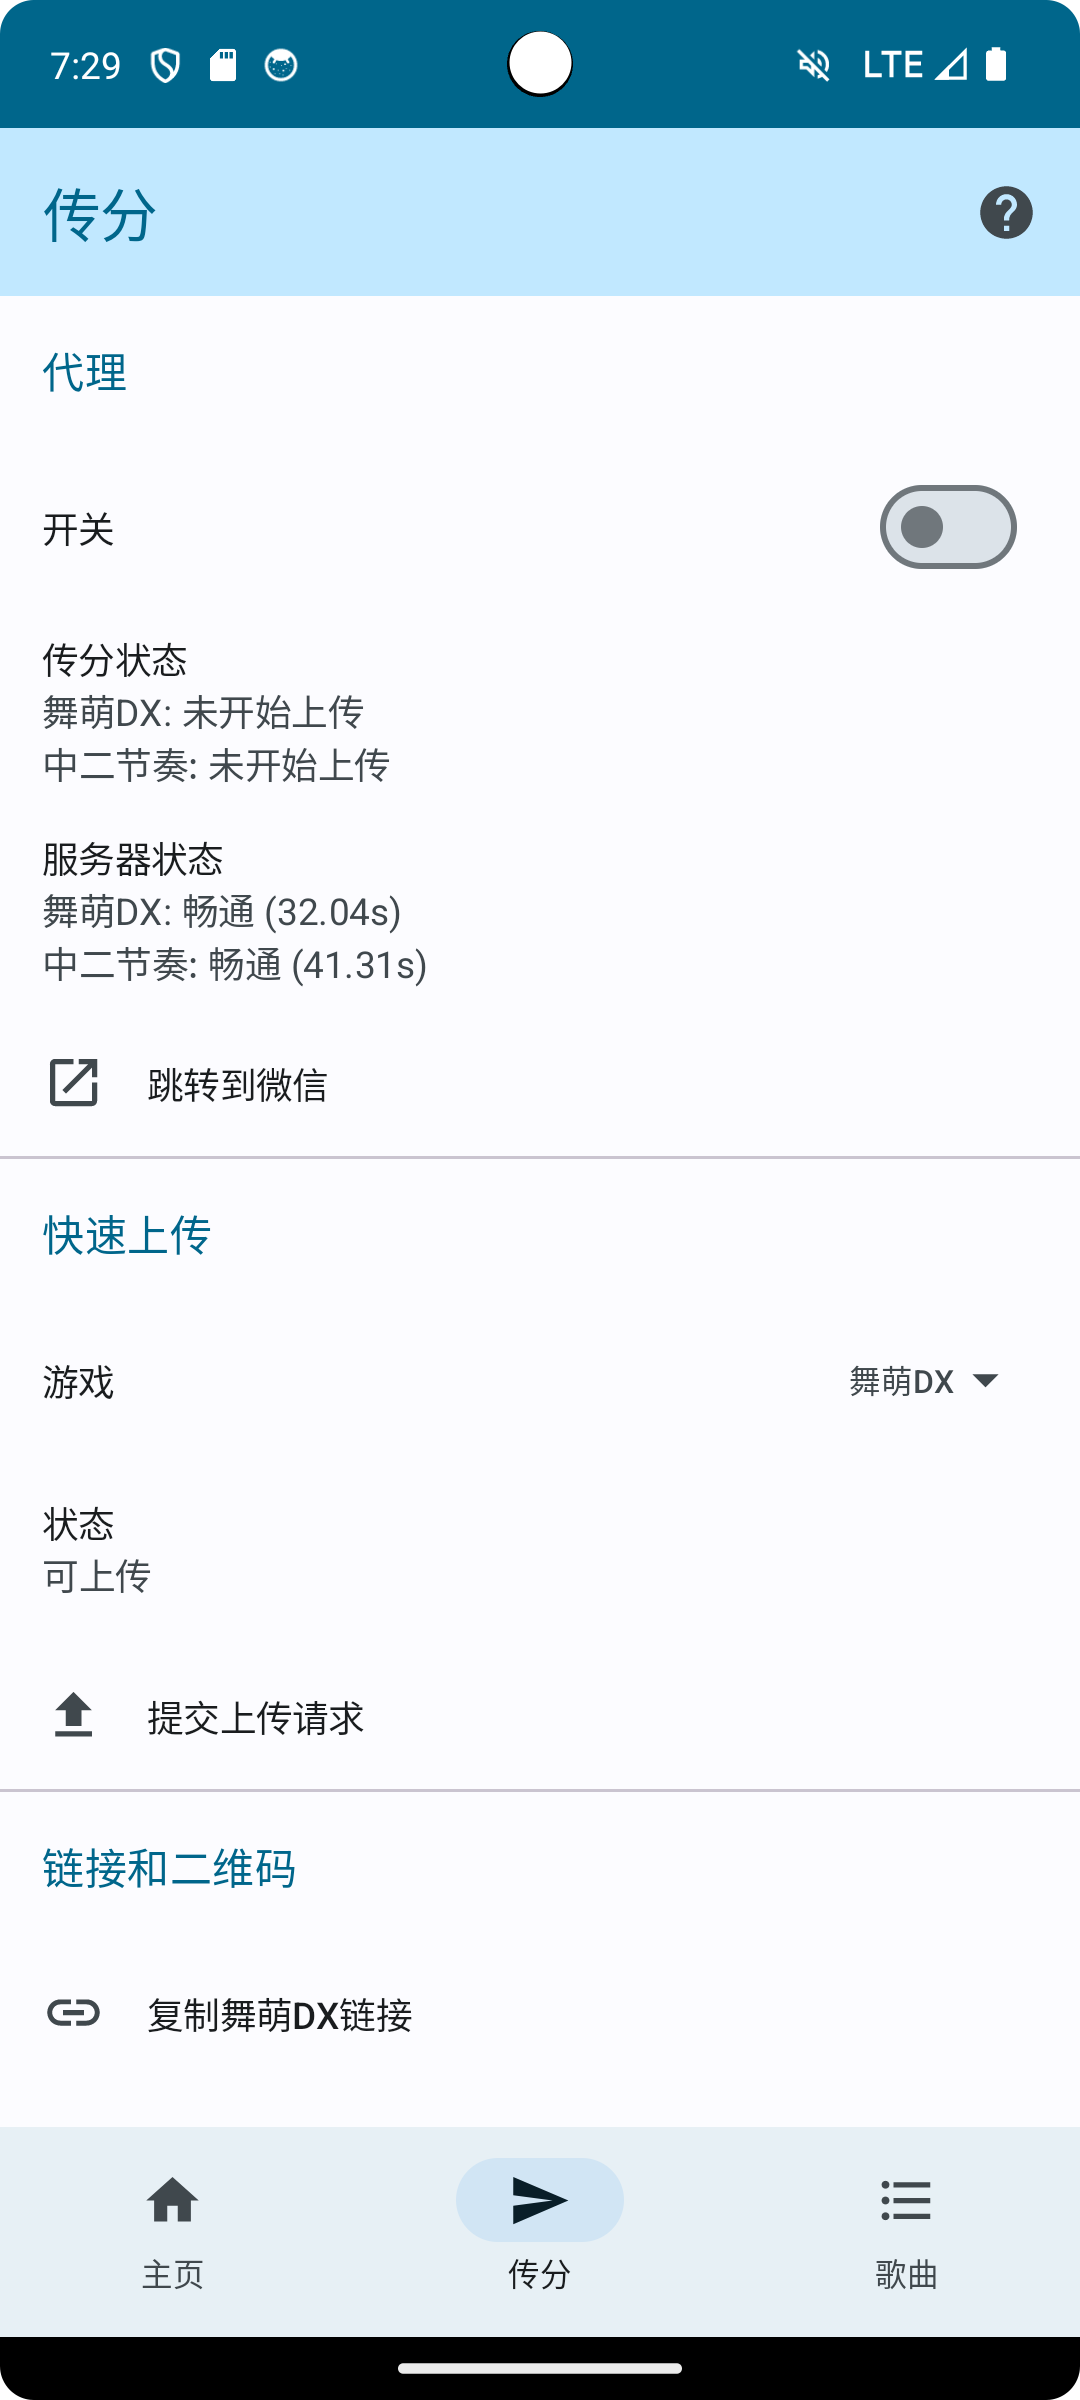 7:29
LTE
传分
代理
开关
传分状态
舞萌DX: 未开始上传
中二节奏: 未开始上传
服务器状态
舞萌DX: 畅通 (32.04s)
中二节奏: 畅通 (41.31s)
跳转到微信
快速上传
游戏
舞萌DX
状态
可上传
提交上传请求
链接和二维码
复制舞萌DX链接
主页
传分
歌曲